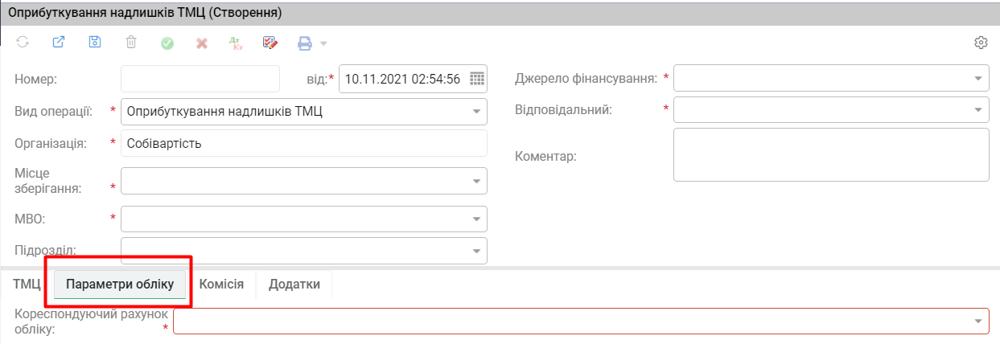 Оприбуткування надлишків ТМЦ (Створення)
Дт Кт
Номер:
від:* 10.11.2021 02:54:56
Джерело фінансування: *
Вид операції: * Оприбуткування надлишків ТМЦ
Відповідальний: *
Організація: * Собівартість
Коментар:
Місце
зберігання: *
МВО: *
Підрозділ:
ТМЦ Параметри обліку Комісія Додатки
Кореспондуючий рахунок
обліку: *